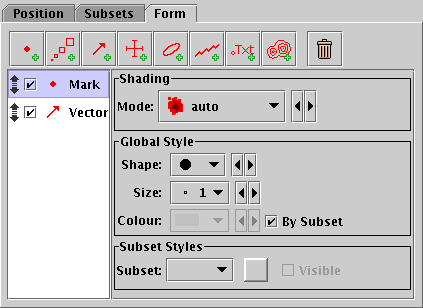 Position Subsets Form
.Txt
Mark
Vector
Shading
Mode: auto
Global Style
Shape:
Size: 1
Colour: By Subset
Subset Styles
Subset: Visible